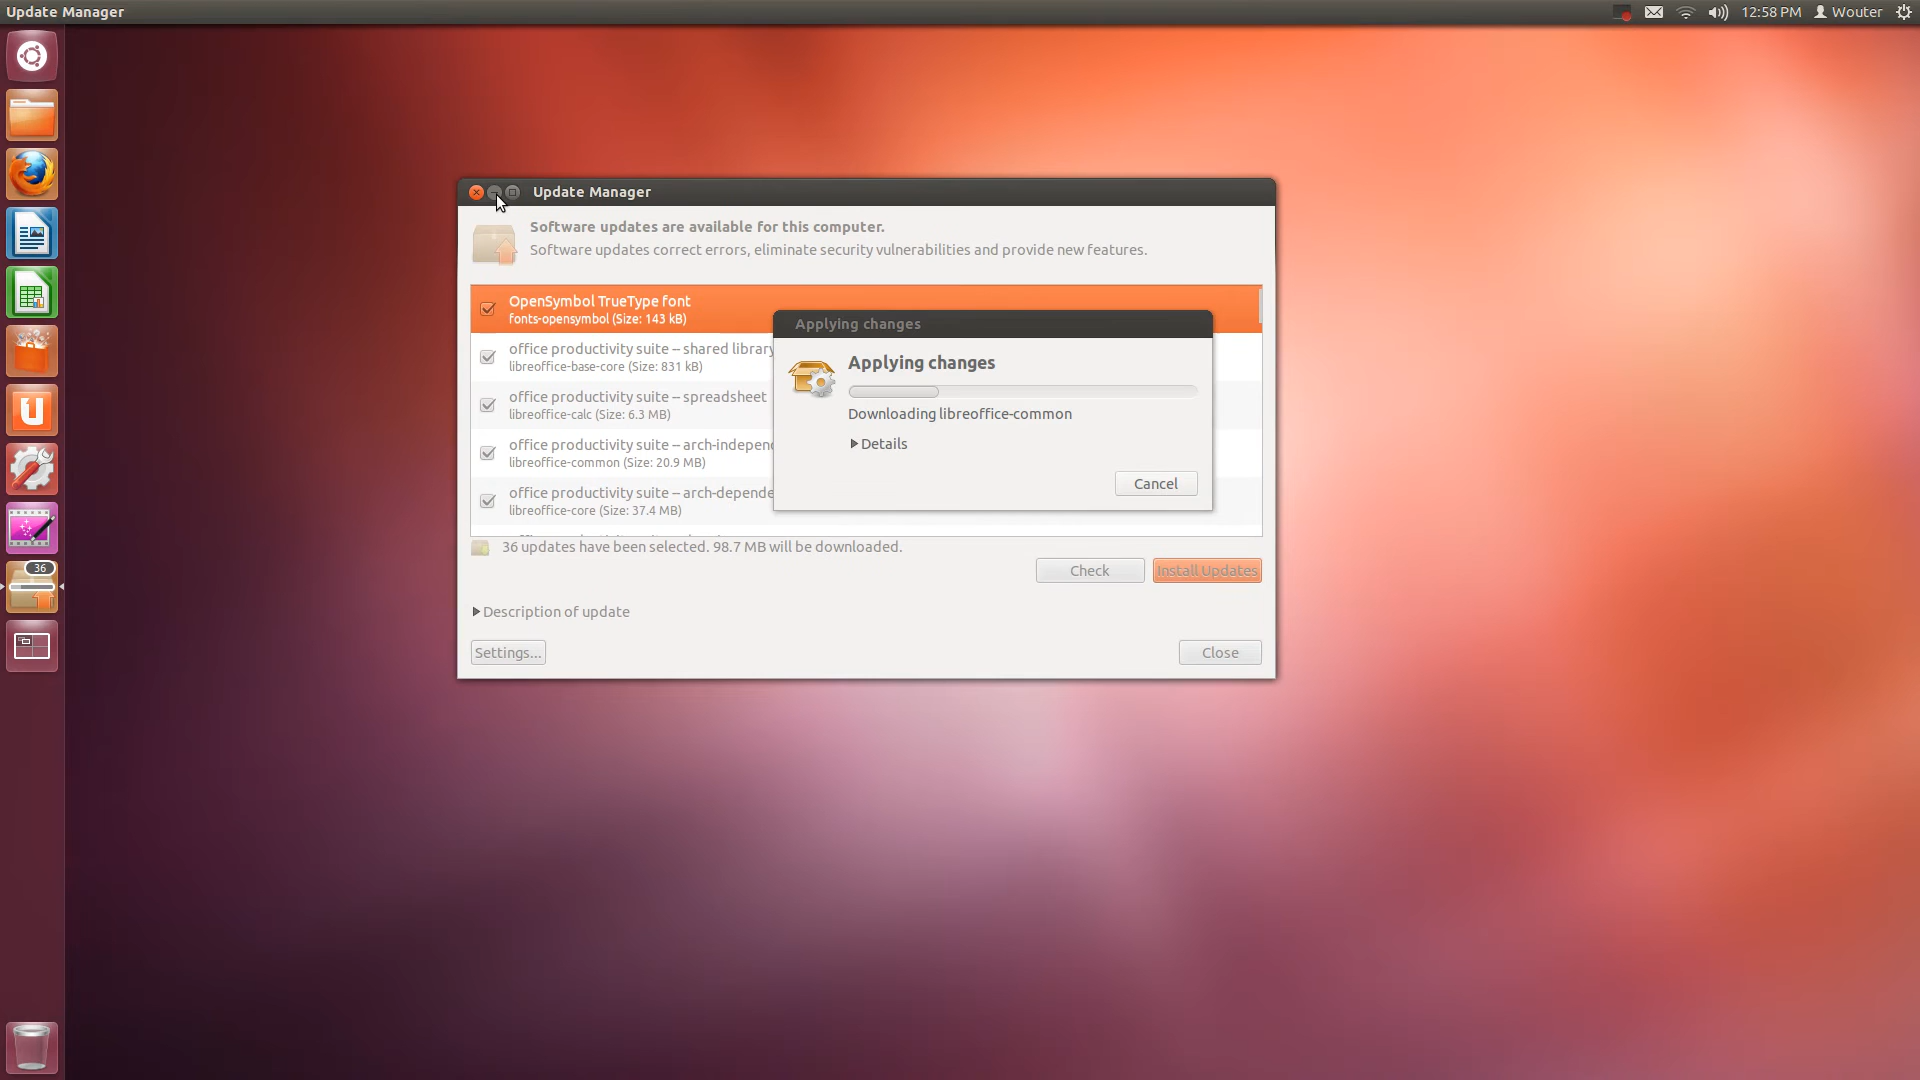 Update Manager
12:58 PM
Wouter
Update Manager
Software updates are available for this computer.
Software updates correct errors, eliminate security vulnerabilities and provide new features.
OpenSymbol TrueType font
fonts-opensymbol (Size: 143 kB)
office productivity suite – shared library
libreoffice-base-core (Size: 831 kB)
office productivity suite – spreadsheet
libreoffice-calc (Size: 6.3 MB)
office productivity suite – arch-independ
libreoffice-common (Size: 20.9 MB)
office productivity suite – arch-depende
libreoffice-core (Size: 37.4 MB)
Applying changes
Applying changes
Downloading libreoffice-common
Details
Cancel
36 updates have been selected. 98.7 MB will be downloaded.
Check
Install Updates
Description of update
Settings...
Close
36